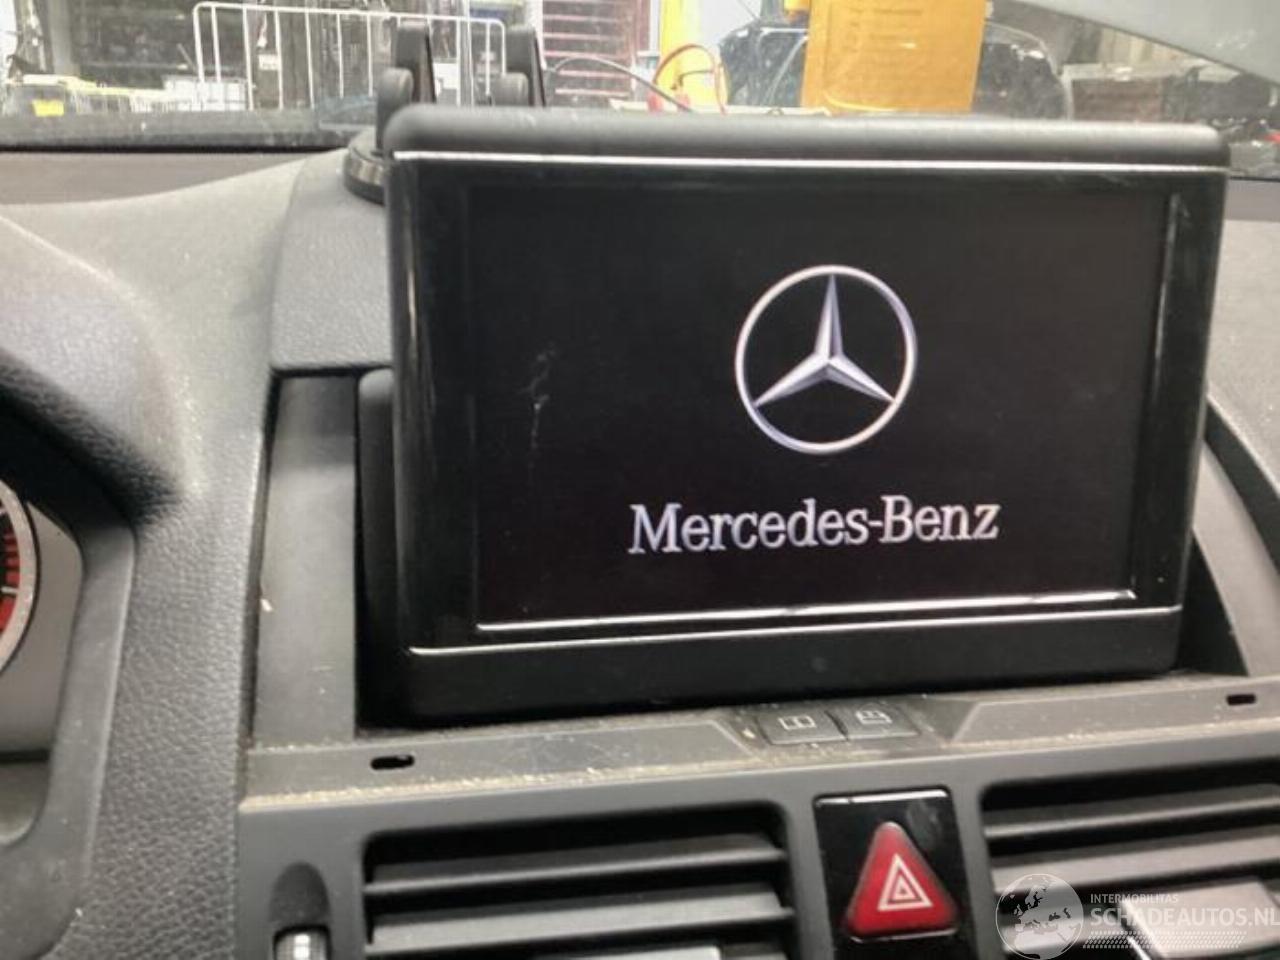 Mercedes-Benz
INTERMOBILITAS
SCHADEAUTOS.NL